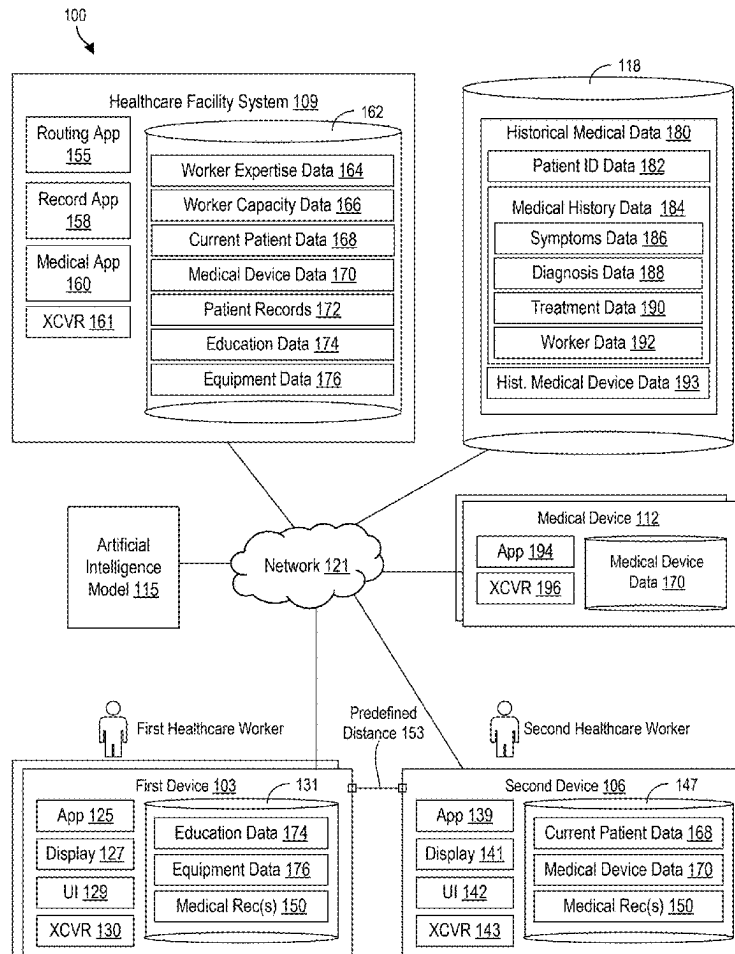 100
Healthcare Facility System 109
Routing App
155
Record App
158
Medical App
160
XCVR 161
162
Worker Expertise Data 164
Worker Capacity Data 166
Current Patient Data 168
Medical Device Data 170
Patient Records 172
Education Data 174
Equipment Data 176
118
Historical Medical Data 180
Patient ID Data 182
Medical History Data 184
Symptoms Data 186
Diagnosis Data 188
Treatment Data 190
Worker Data 192
Hist. Medical Device Data 193
Artificial
Intelligence
Model 115
Network 121
Medical Device 112
App 194
XCVR 196
Medical Device
Data 170
First Healthcare Worker
Predefined
Distance 153
Second Healthcare Worker
First Device 103
131
App 125
Display 127
UI 129
XCVR 130
Education Data 174
Equipment Data 176
Medical Rec(s) 150
Second Device 106
147
App 139
Display 141
UI 142
XCVR 143
Current Patient Data 168
Medical Device Data 170
Medical Rec(s) 150